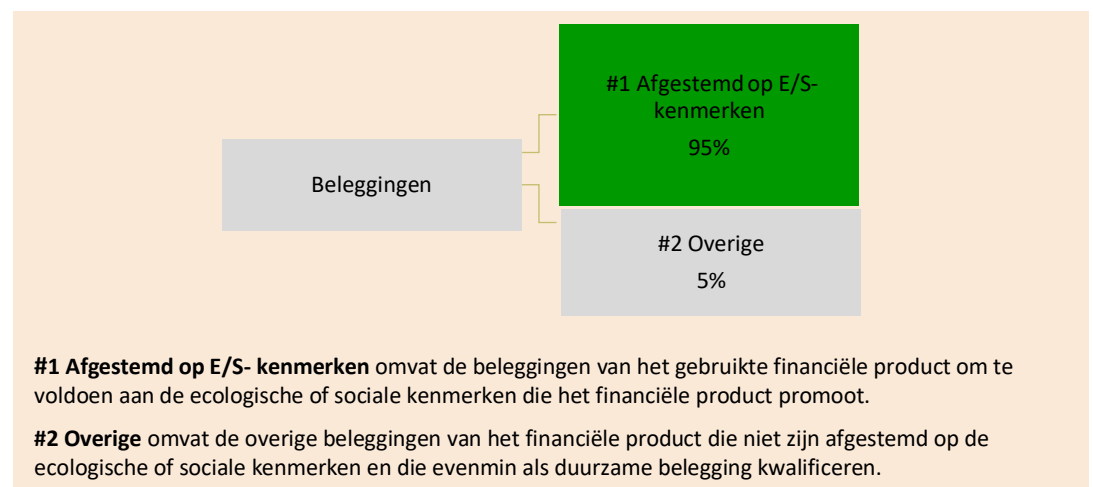 #1 Afgestemd op E/S-
kenmerken
95%
Beleggingen
#2 Overige
5%
#1 Afgestemd op E/S- kenmerken omvat de beleggingen van het gebruikte financiële product om te
voldoen aan de ecologische of sociale kenmerken die het financiële product promoot.
#2 Overige omvat de overige beleggingen van het financiële product die niet zijn afgestemd op de
ecologische of sociale kenmerken en die evenmin als duurzame belegging kwalificeren.